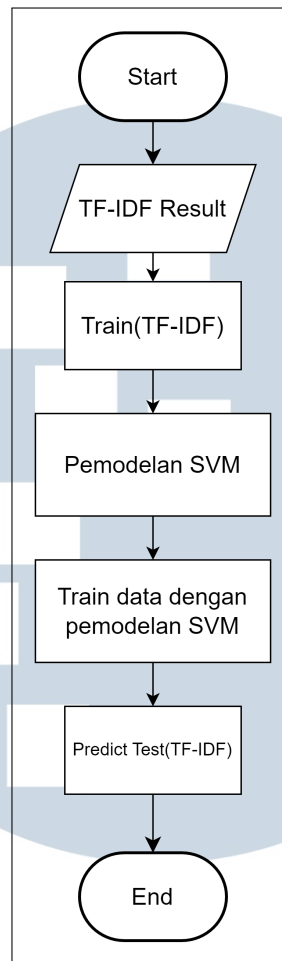 Start
TF-IDF Result
Train(TF-IDF)
Pemodelan SVM
Train data dengan
pemodelan SVM
Predict Test(TF-IDF)
End